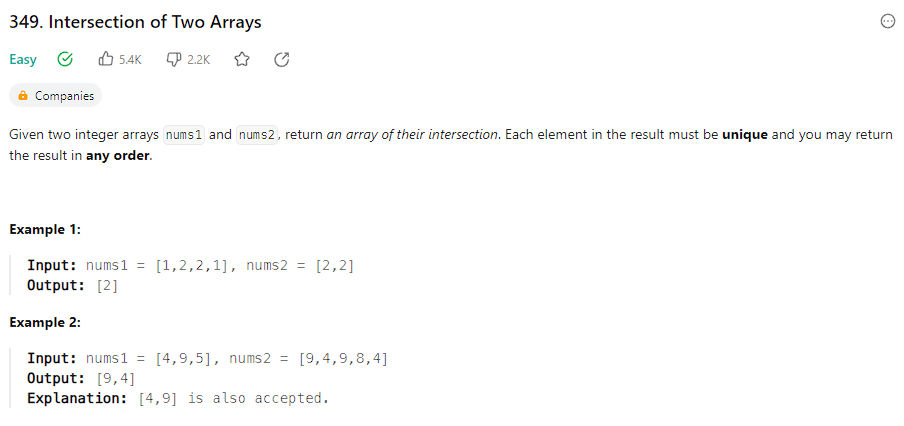 349. Intersection of Two Arrays
Easy 5.4K 2.2K
Companies
Given two integer arrays nums1 and nums2, return an array of their intersection. Each element in the result must be unique and you may return
the result in any order.
Example 1:
Input: nums1 = [1,2,2,1], nums2 = [2,2]
Output: [2]
Example 2:
Input: nums1 = [4,9,5], nums2 = [9,4,9,8,4]
Output: [9,4]
Explanation: [4,9] is also accepted.